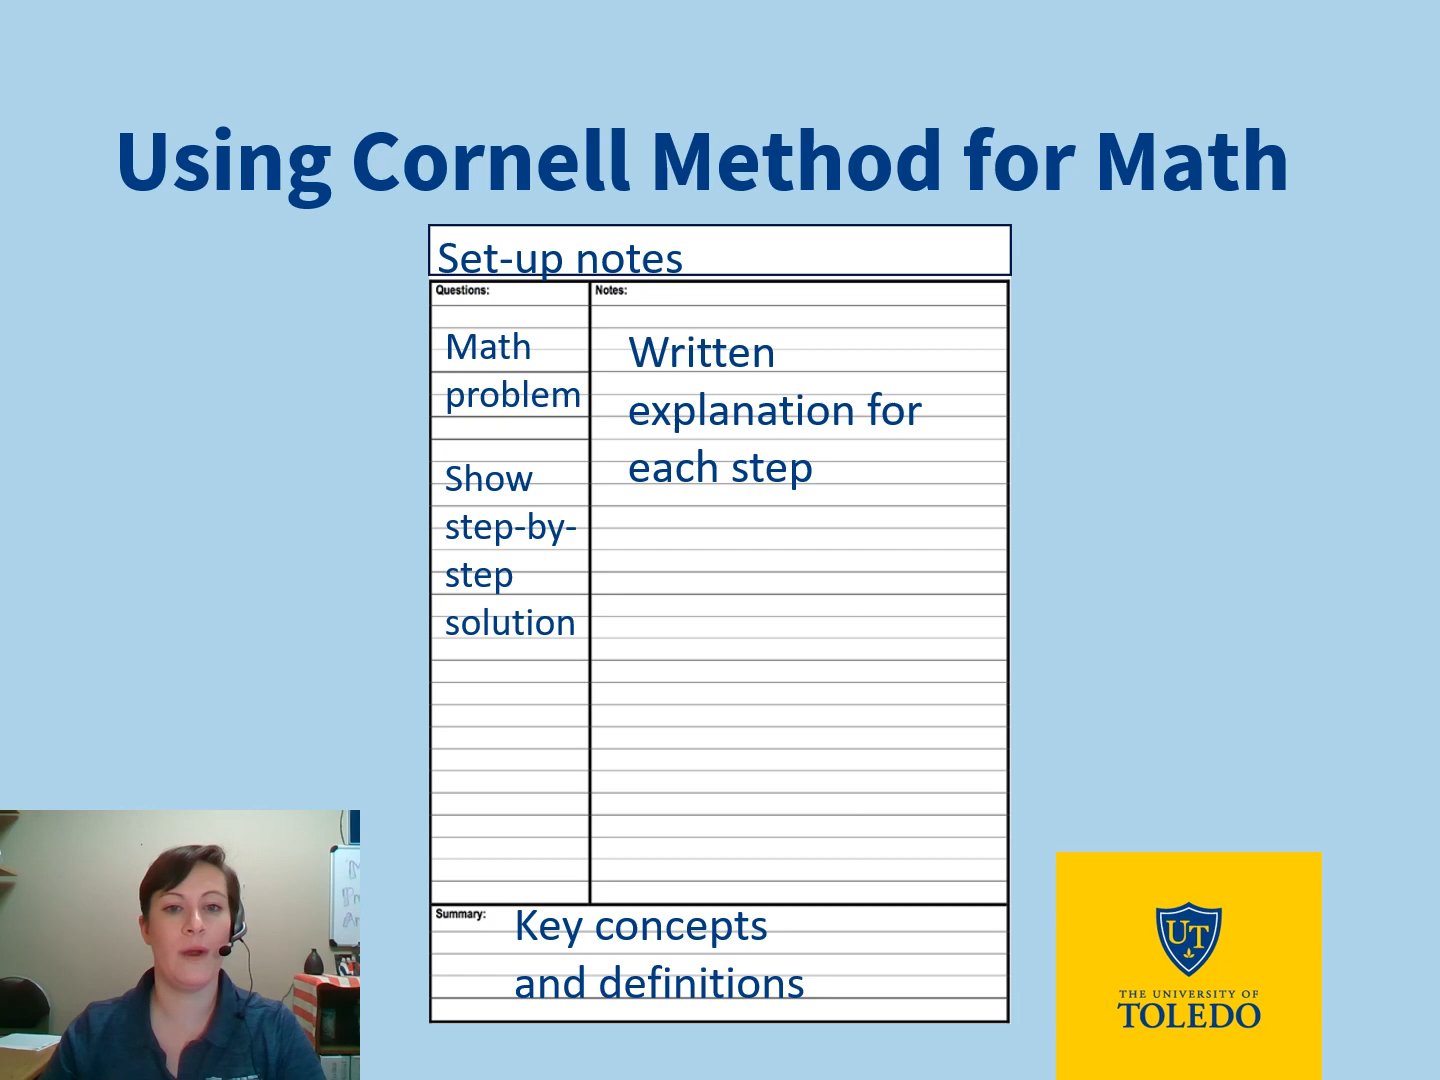 Using Cornell Method for Math
Set-up notes
Questions:
Notes:
Math
problem
Show
step-by-
step
solution
Written
explanation for
each step
Summary:
Key concepts
and definitions
UT
THE UNIVERSITY OF
TOLEDO